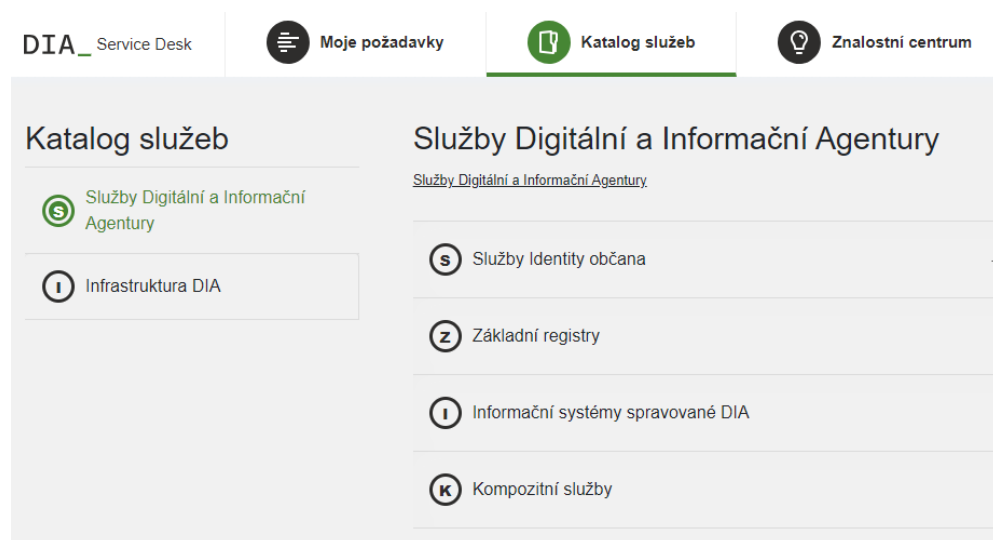 DIA_ Service Desk
Moje požadavky
Katalog služeb
Znalostní centrum
Katalog služeb
S Služby Digitální a Informační
Agentury
I Infrastruktura DIA
Služby Digitální a Informační Agentury
Služby Digitální a Informační Agentury
S Služby Identity občana
Z Základní registry
I Informační systémy spravované DIA
K Kompozitní služby